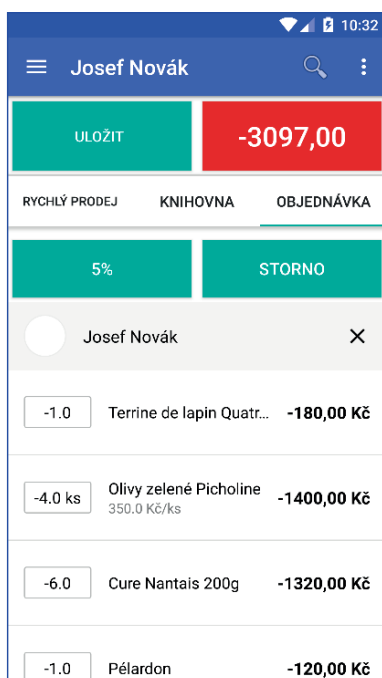 10:32
Josef Novák
ULOŽIT
-3097,00
RYCHLÝ PRODEJ KNIHOVNA OBJEDNÁVKA
5% STORNO
Josef Novák
-1.0 Terrine de lapin Quatr... -180,00 Kč
-4.0 ks Olivy zelené Picholine -1400,00 Kč
350.0 Kč/ks
-6.0 Cure Nantais 200g -1320,00 Kč
-1.0 Pélardon -120,00 Kč